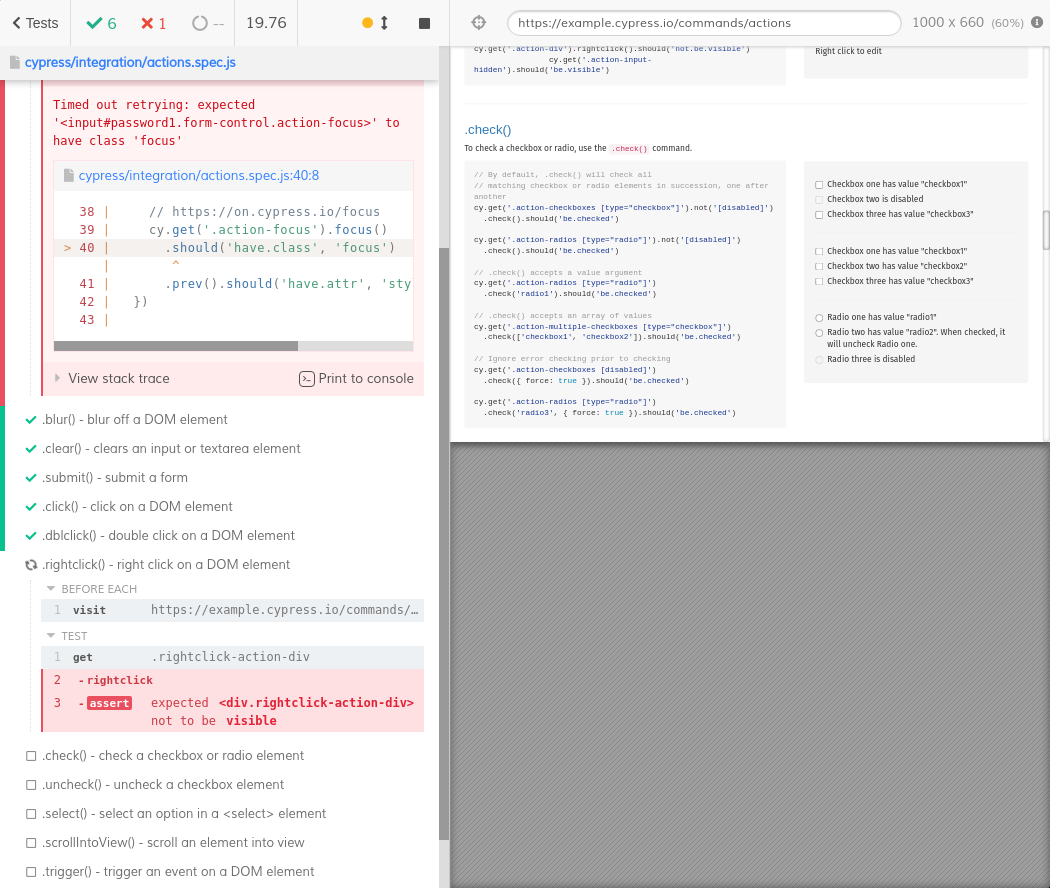 Tests
6
1
--
19.76
https://example.cypress.io/commands/actions
1000 x 660 (60%)
cypress/integration/actions.spec.js
Timed out retrying: expected
'<input#password1.form-control.action-focus>' to
have class 'focus'
cypress/integration/actions.spec.js:40:8
38 | // https://on.cypress.io/focus
39 | cy.get('.action-focus').focus()
> 40 | .should('have.class', 'focus')
| ^
41 | .prev().should('have.attr', 'sty
42 | })
43 |
View stack trace
Print to console
.blur() - blur off a DOM element
.clear() - clears an input or textarea element
.submit() - submit a form
.click() - click on a DOM element
.dblclick() - double click on a DOM element
.rightclick() - right click on a DOM element
BEFORE EACH
1 visit https://example.cypress.io/commands/…
TEST
1 get .rightclick-action-div
2 -rightclick
3 -assert expected <div.rightclick-action-div>
not to be visible
.check() - check a checkbox or radio element
.uncheck() - uncheck a checkbox element
.select() - select an option in a <select> element
.scrollIntoView() - scroll an element into view
.trigger() - trigger an event on a DOM element
cy.get('.action-div').rightclick().should('not.be.visible')
cy.get('.action-input-
hidden').should('be.visible')
Right click to edit
.check()
To check a checkbox or radio, use the .check() command.
// By default, .check() will check all
// matching checkbox or radio elements in succession, one after
another
cy.get('.action-checkboxes [type="checkbox"]').not('[disabled]')
.check().should('be.checked')
cy.get('.action-radios [type="radio"]').not('[disabled]')
.check().should('be.checked')
// .check() accepts a value argument
cy.get('.action-radios [type="radio"]')
.check('radio1').should('be.checked')
// .check() accepts an array of values
cy.get('.action-multiple-checkboxes [type="checkbox"]')
.check(['checkbox1', 'checkbox2']).should('be.checked')
// Ignore error checking prior to checking
cy.get('.action-checkboxes [disabled]')
.check({ force: true }).should('be.checked')
cy.get('.action-radios [type="radio"]')
.check('radio3', { force: true }).should('be.checked')
Checkbox one has value "checkbox1"
Checkbox two is disabled
Checkbox three has value "checkbox3"
Checkbox one has value "checkbox1"
Checkbox two has value "checkbox2"
Checkbox three has value "checkbox3"
Radio one has value "radio1"
Radio two has value "radio2". When checked, it
will uncheck Radio one.
Radio three is disabled